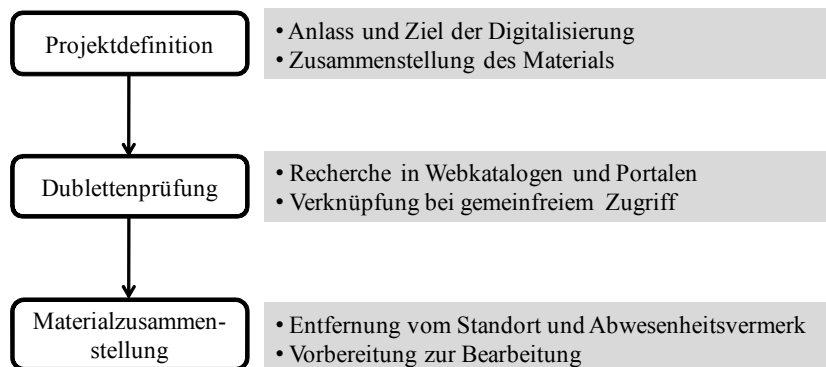 Projektdefinition
• Anlass und Ziel der Digitalisierung
• Zusammenstellung des Materials
Dublettenprüfung
• Recherche in Webkatalogen und Portalen
• Verknüpfung bei gemeinfreiem Zugriff
Materialzusammen-
stellung
• Entfernung vom Standort und Abwesenheitsvermerk
• Vorbereitung zur Bearbeitung